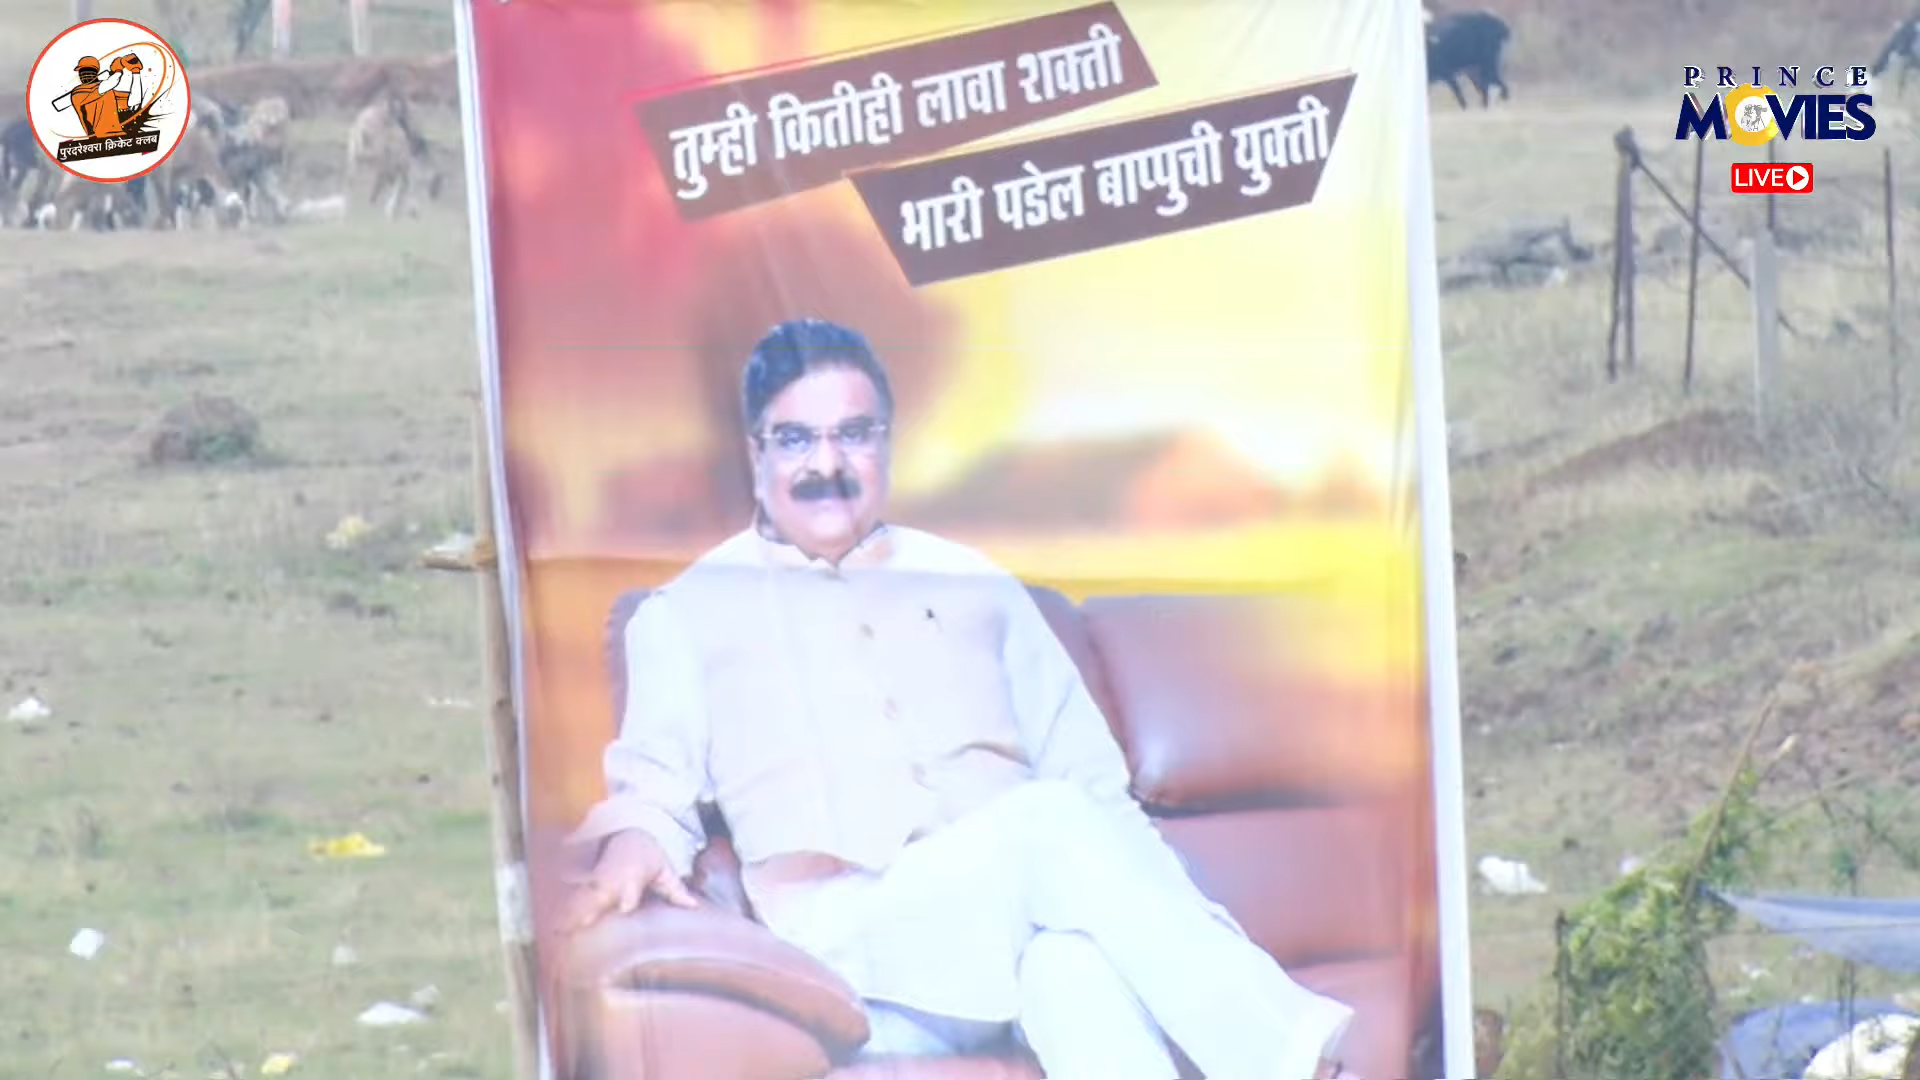 पुरंदरेश्वरा क्रिकेट क्लब
तुम्ही कितीही लावा शक्ती
भारी पडेल बाप्पुची युक्ती
PRINCE
MOVIES
LIVE